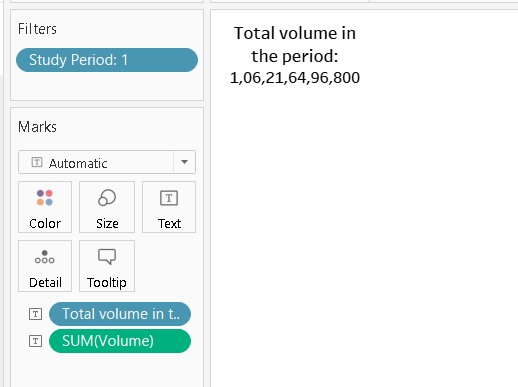 Filters
Study Period: 1
Marks
T Automatic
Color Size T Text
Detail Tooltip
T Total volume in t..
T SUM(Volume)
Total volume in
the period:
1,06,21,64,96,800